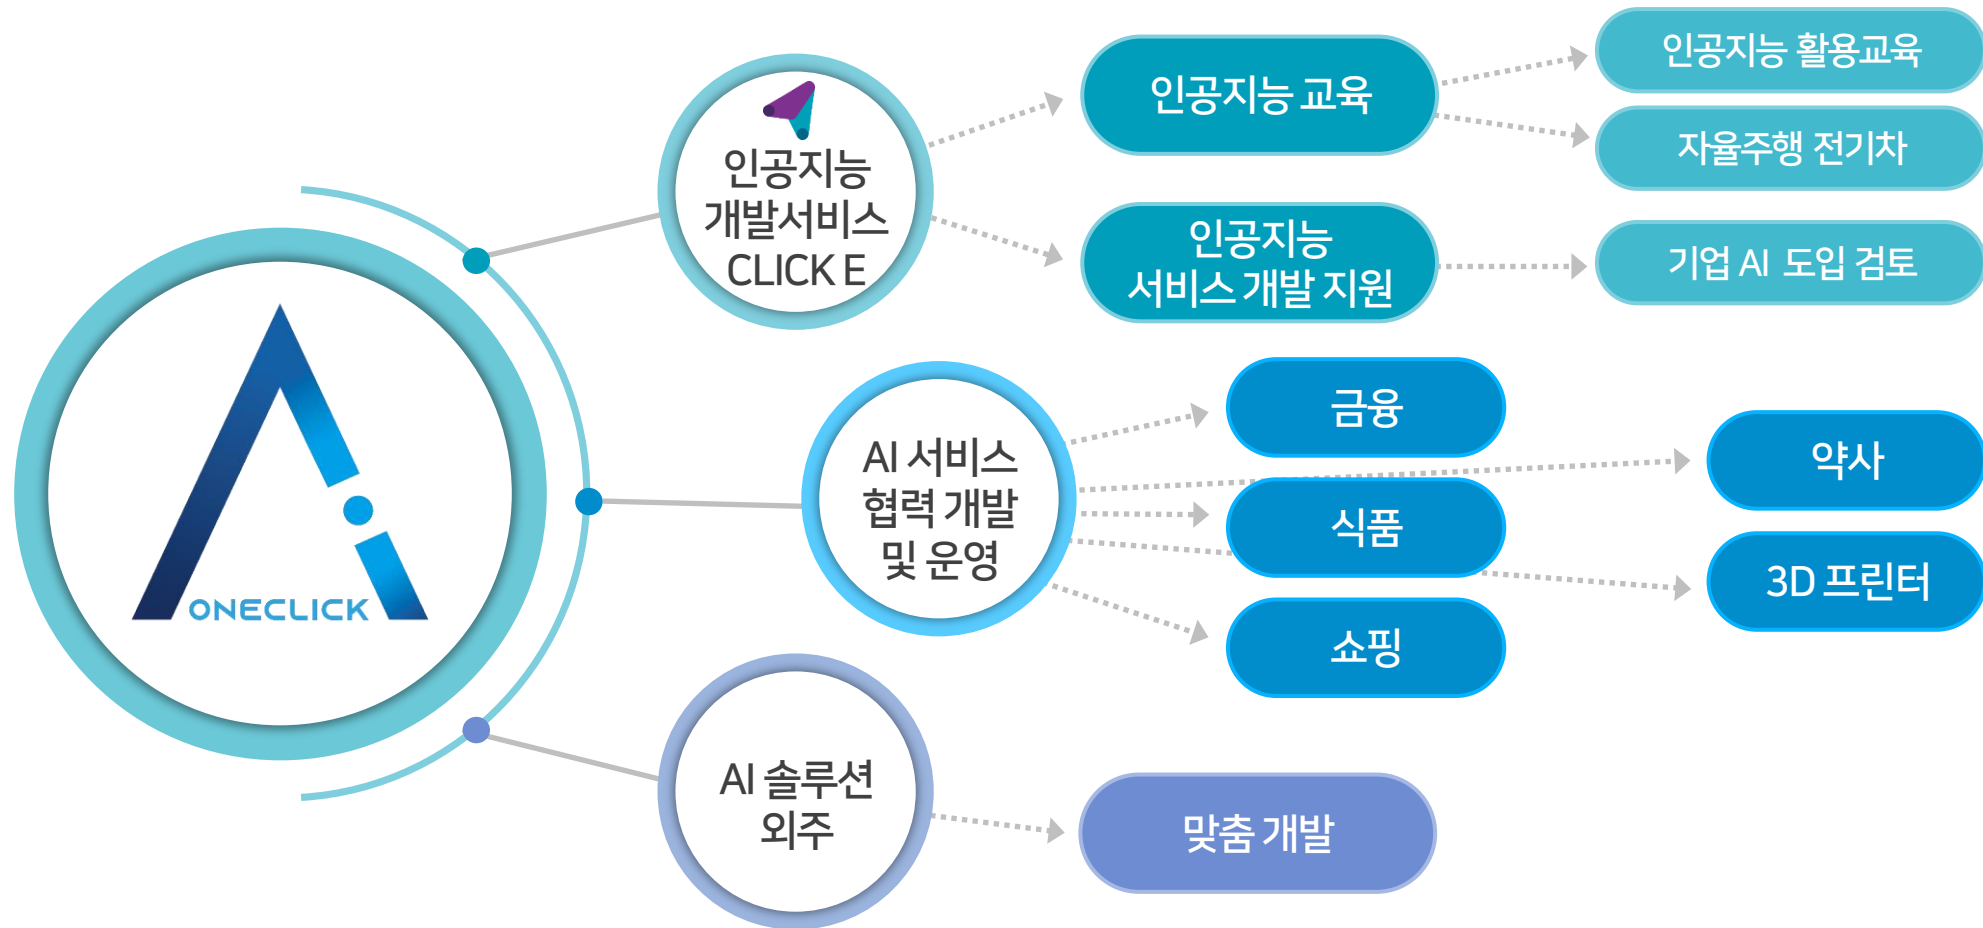 ONECLICK
인공지능
개발서비스
CLICK E
인공지능 교육
인공지능 활용교육
자율주행 전기차
인공지능
서비스 개발 지원
기업 AI 도입 검토
AI 서비스
협력 개발
및 운영
금융
식품
쇼핑
약사
3D 프린터
AI 솔루션
외주
맞춤 개발